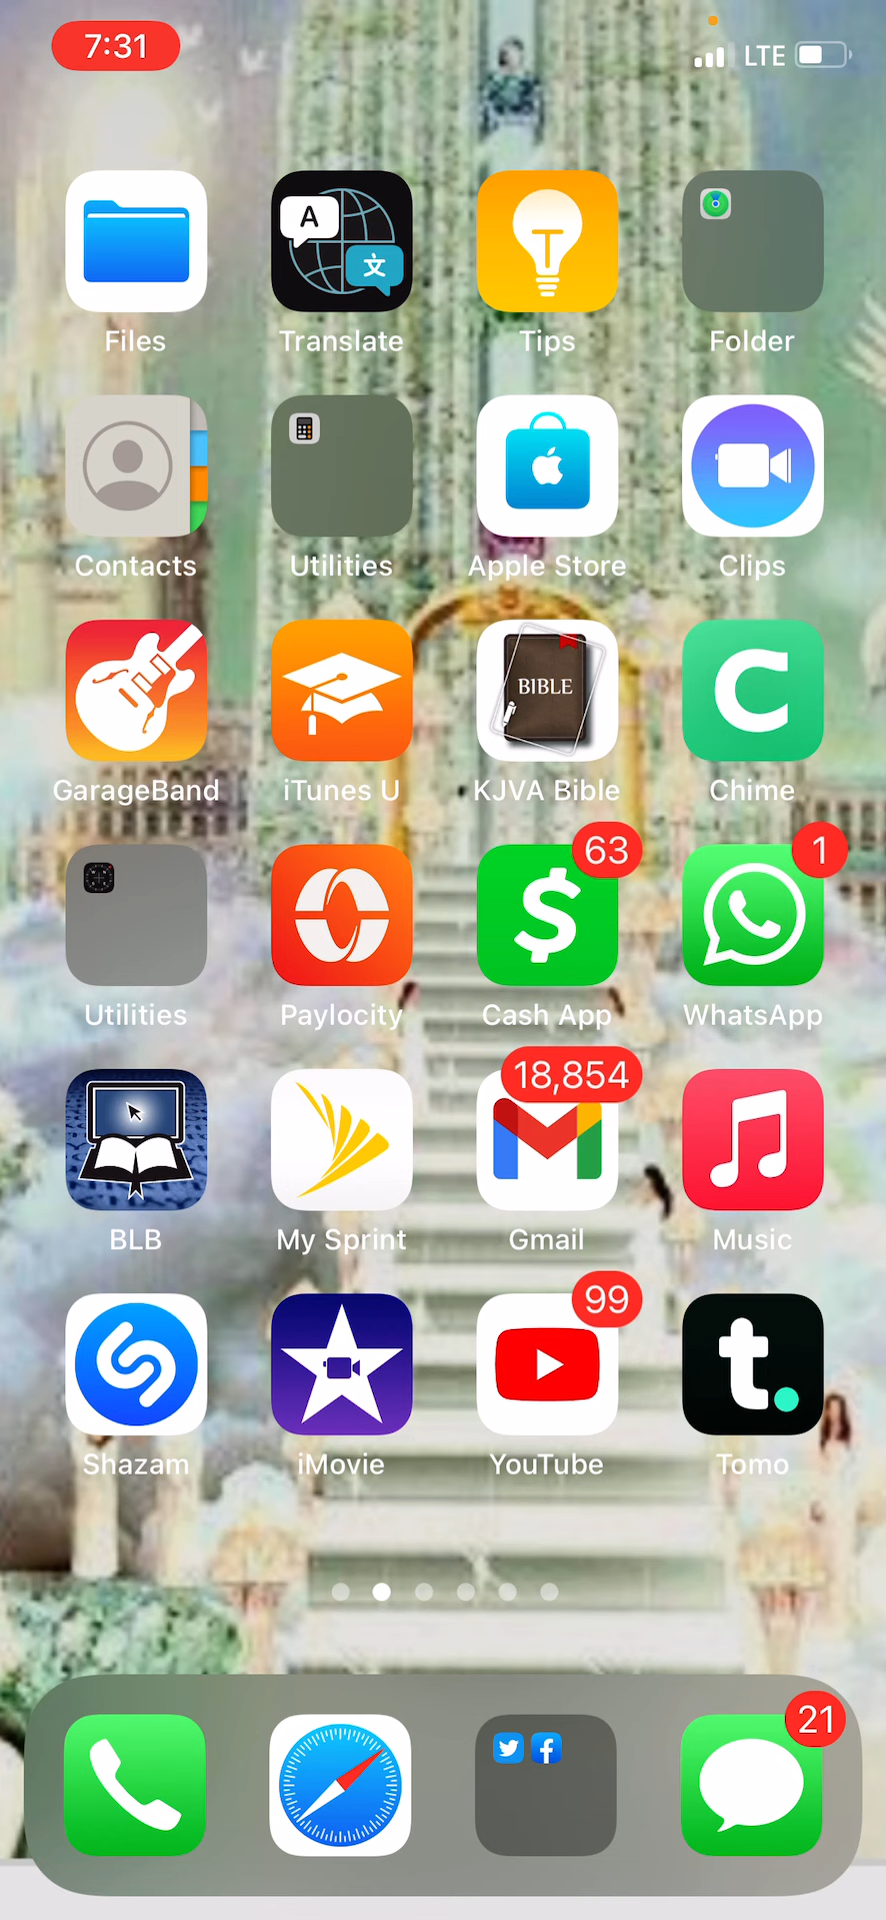 7:31 LTE
A 文
Files Translate Tips Folder
Contacts Utilities Apple Store Clips
BIBLE
GarageBand iTunes U KJVA Bible Chime
63 1
Utilities Paylocity Cash App WhatsApp
18,854
BLB My Sprint Gmail Music
99
t.
Shazam iMovie YouTube Tomo
21